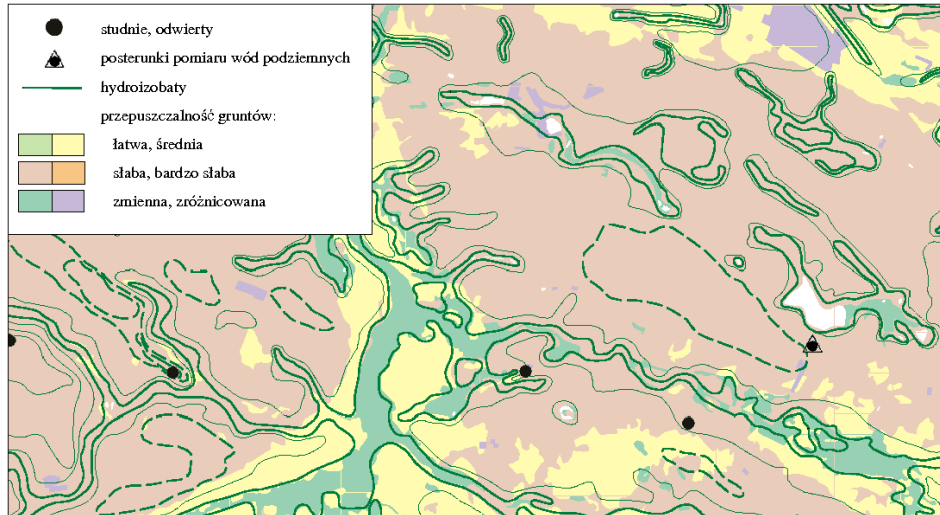 studnie, odwierty
posterunki pomiaru wód podziemnych
hydroizobaty
przepuszczalność gruntów:
łatwa, średnia
słaba, bardzo słaba
zmienna, zróżnicowana